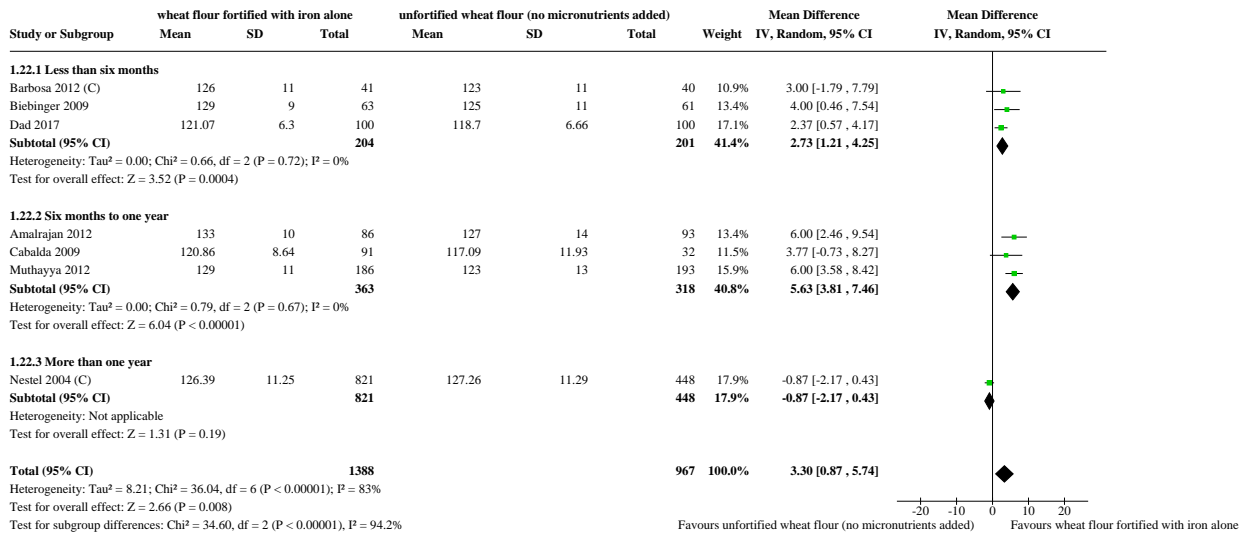 wheat flour fortified with iron alone unfortified wheat flour (no micronutrients added) Mean Difference Mean Difference
Study or Subgroup Mean SD Total Mean SD Total Weight IV, Random, 95% CI IV, Random, 95% CI
1.22.1 Less than six months
Barbosa 2012 (C) 126 11 41 123 11 40 10.9% 3.00 [-1.79 , 7.79]
Biebinger 2009 129 9 63 125 11 61 13.4% 4.00 [0.46 , 7.54]
Dad 2017 121.07 6.3 100 118.7 6.66 100 17.1% 2.37 [0.57 , 4.17]
Subtotal (95% CI) 204 201 41.4% 2.73 [1.21 , 4.25]
Heterogeneity: Tau² = 0.00; Chi² = 0.66, df = 2 (P = 0.72); I² = 0%
Test for overall effect: Z = 3.52 (P = 0.0004)
1.22.2 Six months to one year
Amalrajan 2012 133 10 86 127 14 93 13.4% 6.00 [2.46 , 9.54]
Cabalda 2009 120.86 8.64 91 117.09 11.93 32 11.5% 3.77 [-0.73 , 8.27]
Muthayya 2012 129 11 186 123 13 193 15.9% 6.00 [3.58 , 8.42]
Subtotal (95% CI) 363 318 40.8% 5.63 [3.81 , 7.46]
Heterogeneity: Tau² = 0.00; Chi² = 0.79, df = 2 (P = 0.67); I² = 0%
Test for overall effect: Z = 6.04 (P < 0.00001)
1.22.3 More than one year
Nestel 2004 (C) 126.39 11.25 821 127.26 11.29 448 17.9% -0.87 [-2.17 , 0.43]
Subtotal (95% CI) 821 448 17.9% -0.87 [-2.17 , 0.43]
Heterogeneity: Not applicable
Test for overall effect: Z = 1.31 (P = 0.19)
Total (95% CI) 1388 967 100.0% 3.30 [0.87 , 5.74]
Heterogeneity: Tau² = 8.21; Chi² = 36.04, df = 6 (P < 0.00001); I² = 83%
Test for overall effect: Z = 2.66 (P = 0.008)
-20 -10 0 10 20
Test for subgroup differences: Chi² = 34.60, df = 2 (P < 0.00001), I² = 94.2% Favours unfortified wheat flour (no micronutrients added) Favours wheat flour fortified with iron alone